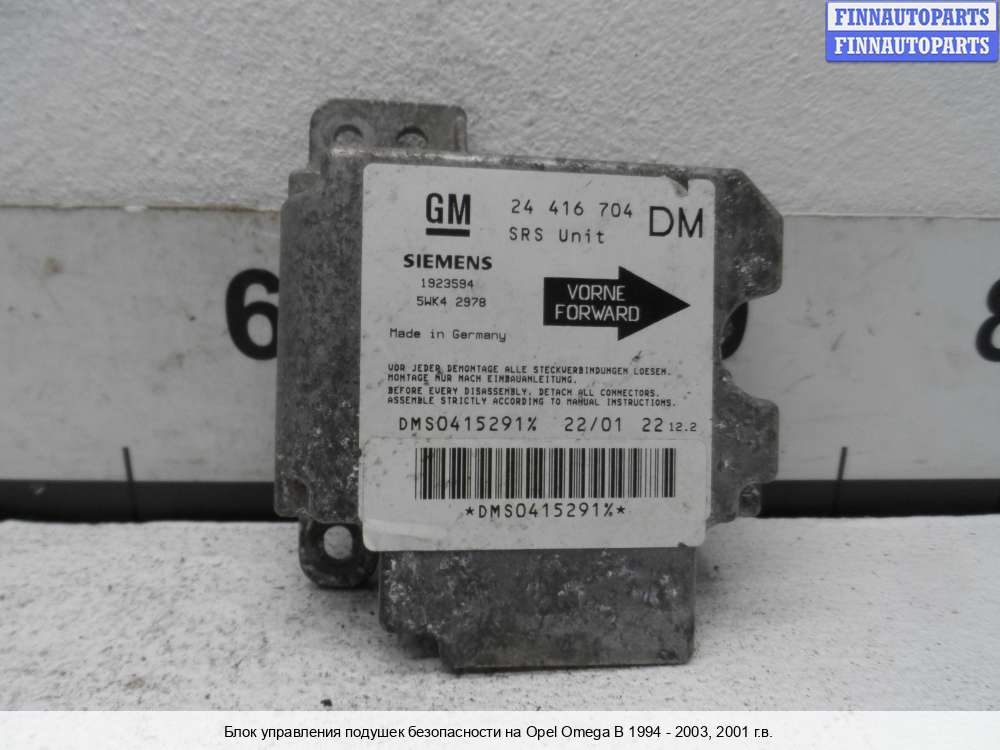 FINNAUTOPARTS
FINNAUTOPARTS
GM 24 416 704 DM
SRS Unit
SIEMENS
1923594
5WK4 2978
VORNE
FORWARD
Made in Germany
VOR JEDER DEMONTAGE ALLE STECKVERBINDUNGEN LOESEN.
MONTAGE NUR NACH EINBAUANLEITUNG.
BEFORE EVERY DISASSEMBLY, DETACH ALL CONNECTORS.
ASSEMBLE STRICTLY ACCORDING TO MANUAL INSTRUCTIONS.
DMS0415291% 22/01 22 12.2
*DMS0415291%*
6
Блок управления подушек безопасности на Opel Omega B 1994 - 2003, 2001 г.в.